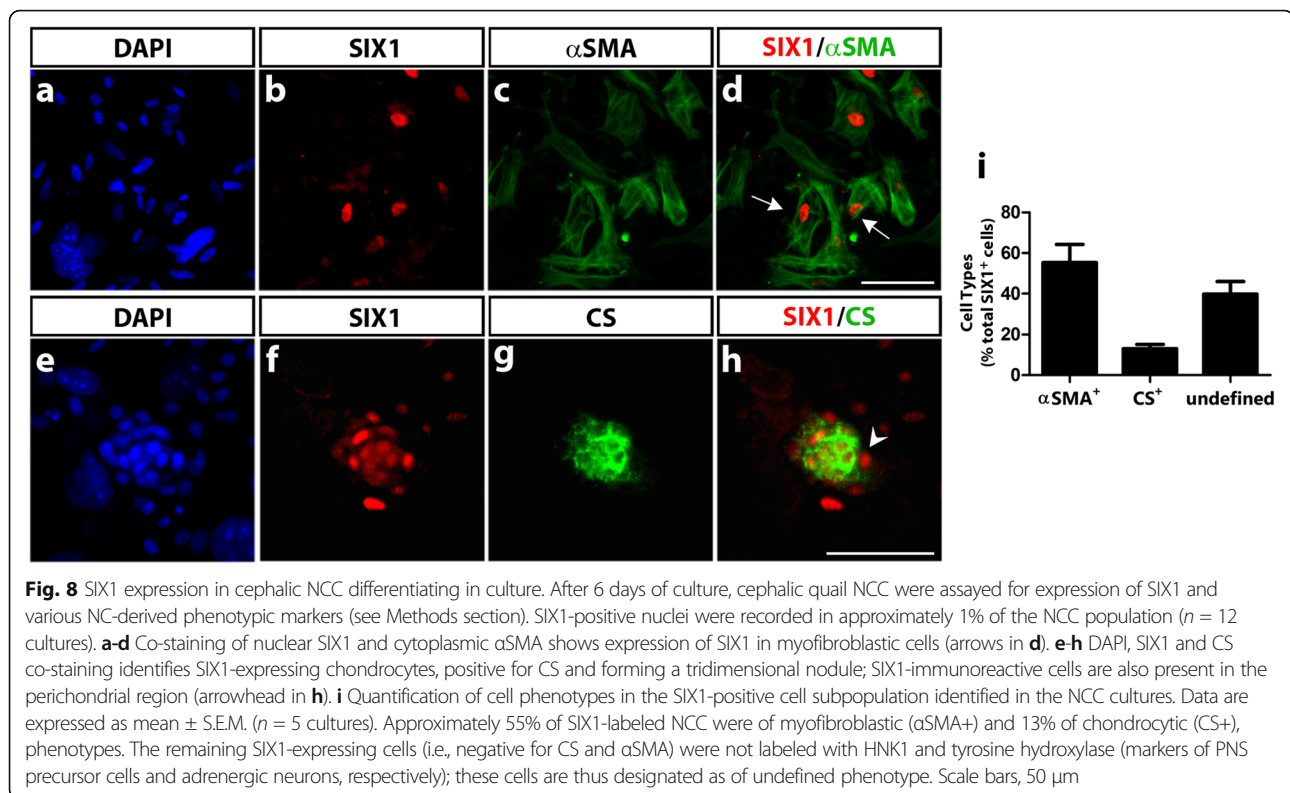 DAPI SIX1 αSMA SIX1/αSMA
a b c d
DAPI SIX1 CS SIX1/CS
e f g h
i
80
60
40
20
0
Cell Types
(% total SIX1⁺ cells)
αSMA⁺ CS⁺ undefined
Fig. 8 SIX1 expression in cephalic NCC differentiating in culture. After 6 days of culture, cephalic quail NCC were assayed for expression of SIX1 and
various NC-derived phenotypic markers (see Methods section). SIX1-positive nuclei were recorded in approximately 1% of the NCC population (n = 12
cultures). a-d Co-staining of nuclear SIX1 and cytoplasmic αSMA shows expression of SIX1 in myofibroblastic cells (arrows in d). e-h DAPI, SIX1 and CS
co-staining identifies SIX1-expressing chondrocytes, positive for CS and forming a tridimensional nodule; SIX1-immunoreactive cells are also present in the
perichondrial region (arrowhead in h). i Quantification of cell phenotypes in the SIX1-positive cell subpopulation identified in the NCC cultures. Data are
expressed as mean ± S.E.M. (n = 5 cultures). Approximately 55% of SIX1-labeled NCC were of myofibroblastic (αSMA+) and 13% of chondrocytic (CS+),
phenotypes. The remaining SIX1-expressing cells (i.e., negative for CS and αSMA) were not labeled with HNK1 and tyrosine hydroxylase (markers of PNS
precursor cells and adrenergic neurons, respectively); these cells are thus designated as of undefined phenotype. Scale bars, 50 μm